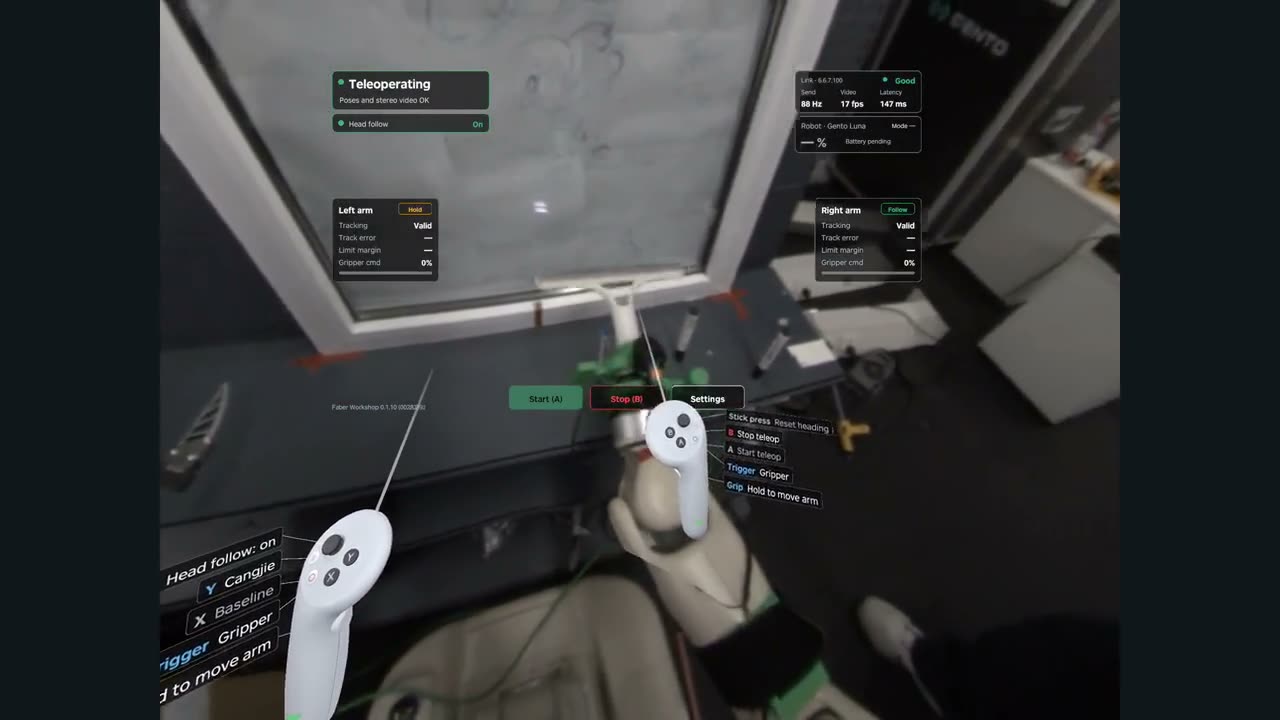 GENTO
Teleoperating
Poses and stereo video OK
Head follow On
Link · 6.6.7.100 Good
Send Video Latency
88 Hz 17 fps 147 ms
Robot · Gento Luna Mode —
— % Battery pending
Left arm Hold
Tracking Valid
Track error —
Limit margin —
Gripper cmd 0%
Right arm Follow
Tracking Valid
Track error —
Limit margin —
Gripper cmd 0%
Start (A) Stop (B) Settings
Stick press Reset heading
B Stop teleop
A Start teleop
Trigger Gripper
Grip Hold to move arm
B
A
Head follow: on
Y Cangjie
X Baseline
rigger Gripper
d to move arm
Y
X